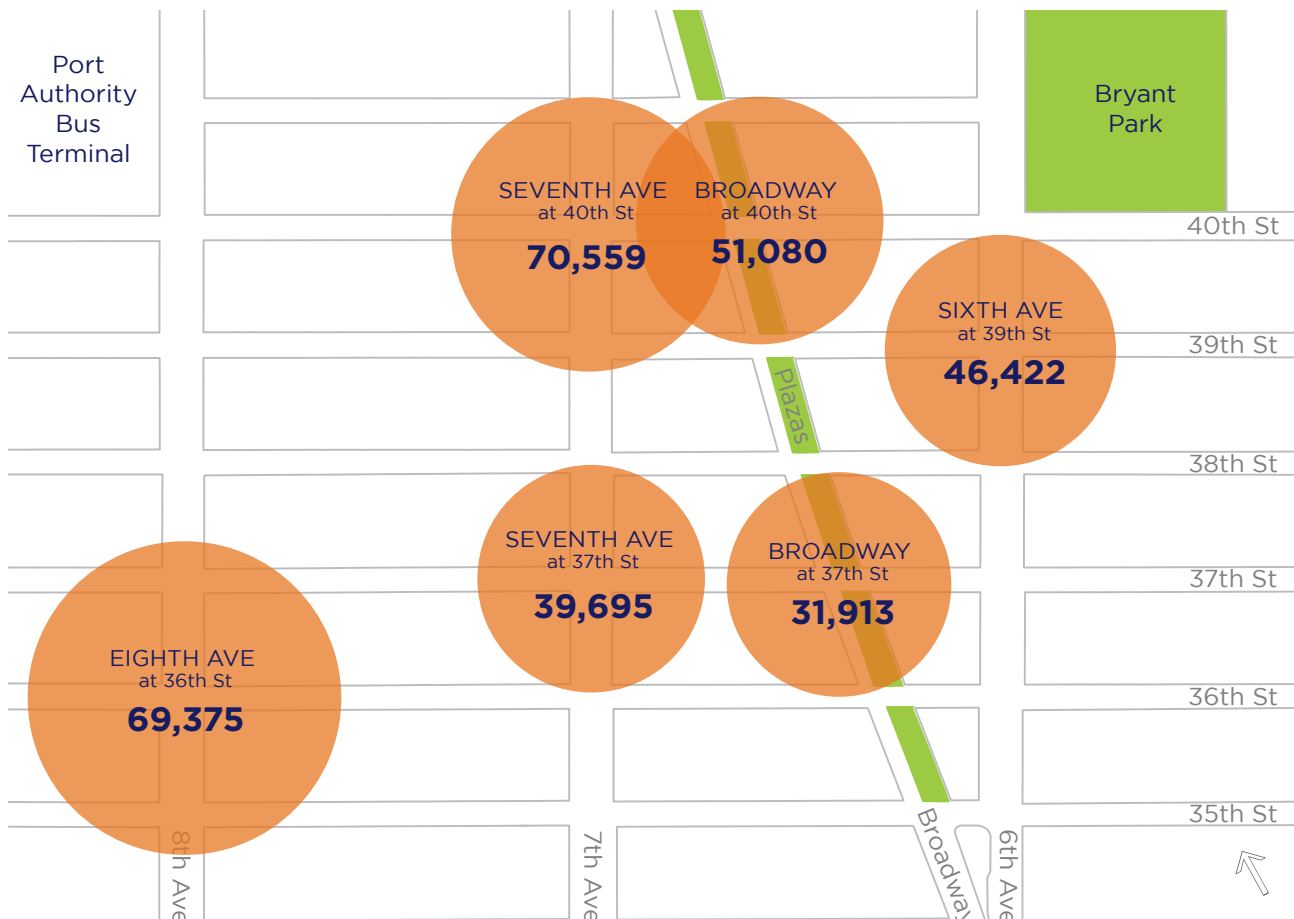 Port
Authority
Bus
Terminal
Bryant
Park
SEVENTH AVE
at 40th St
70,559
BROADWAY
at 40th St
51,080
40th St
SIXTH AVE
at 39th St
46,422
39th St
Plazas
38th St
SEVENTH AVE
at 37th St
39,695
BROADWAY
at 37th St
31,913
37th St
EIGHTH AVE
at 36th St
69,375
36th St
35th St
8th Ave
7th Ave
Broadway
6th Ave